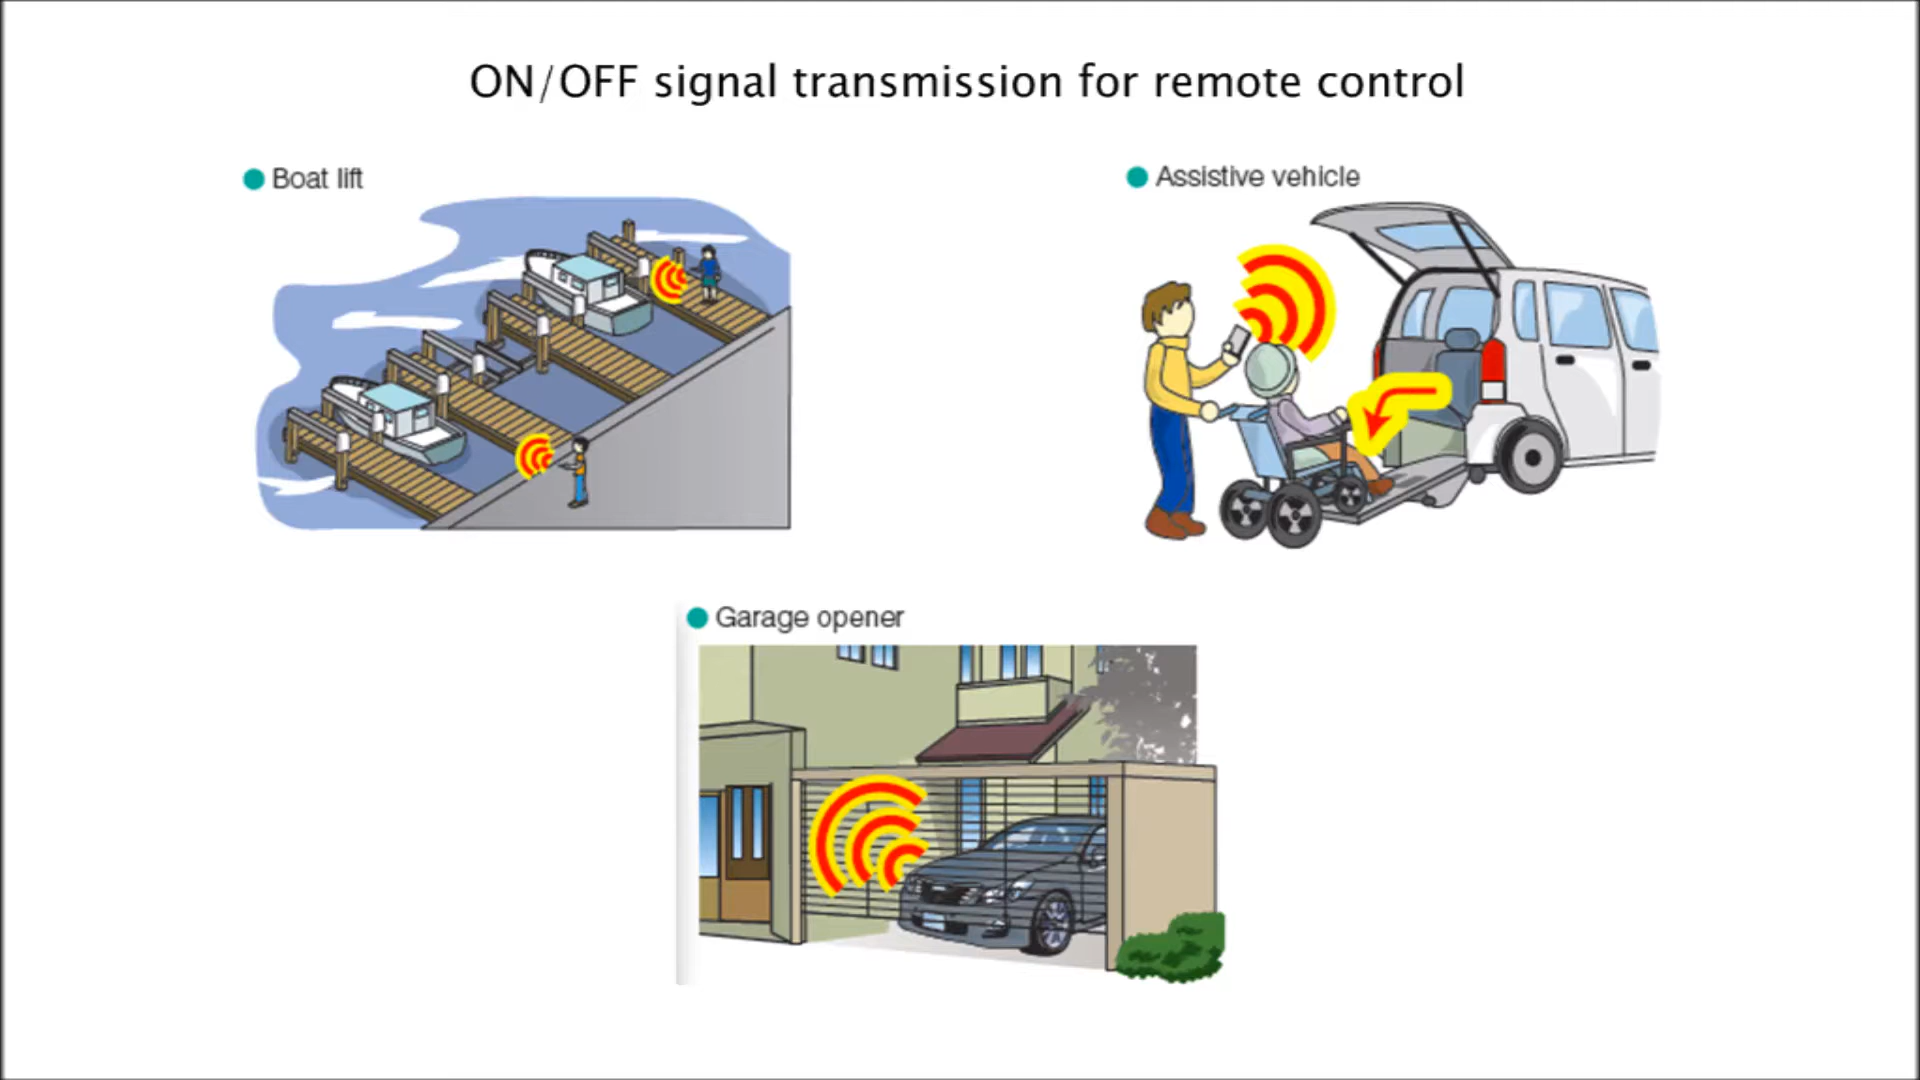 ON/OFF signal transmission for remote control
Boat lift
Assistive vehicle
Garage opener